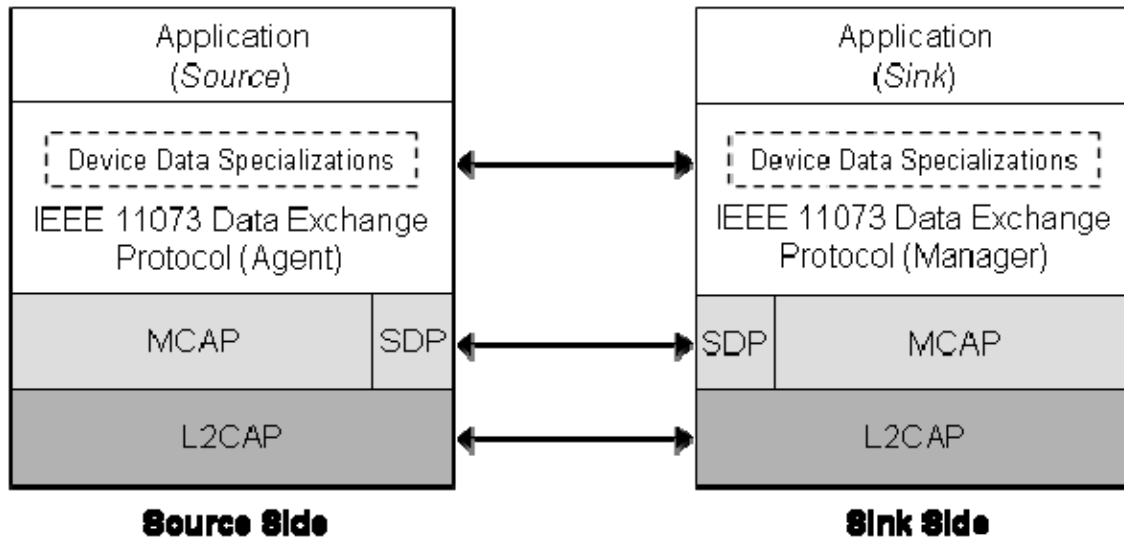 Application
(Source)
Device Data Specializations
IEEE 11073 Data Exchange
Protocol (Agent)
MCAP
SDP
L2CAP
Source Side
Application
(Sink)
Device Data Specializations
IEEE 11073 Data Exchange
Protocol (Manager)
SDP
MCAP
L2CAP
Sink Side